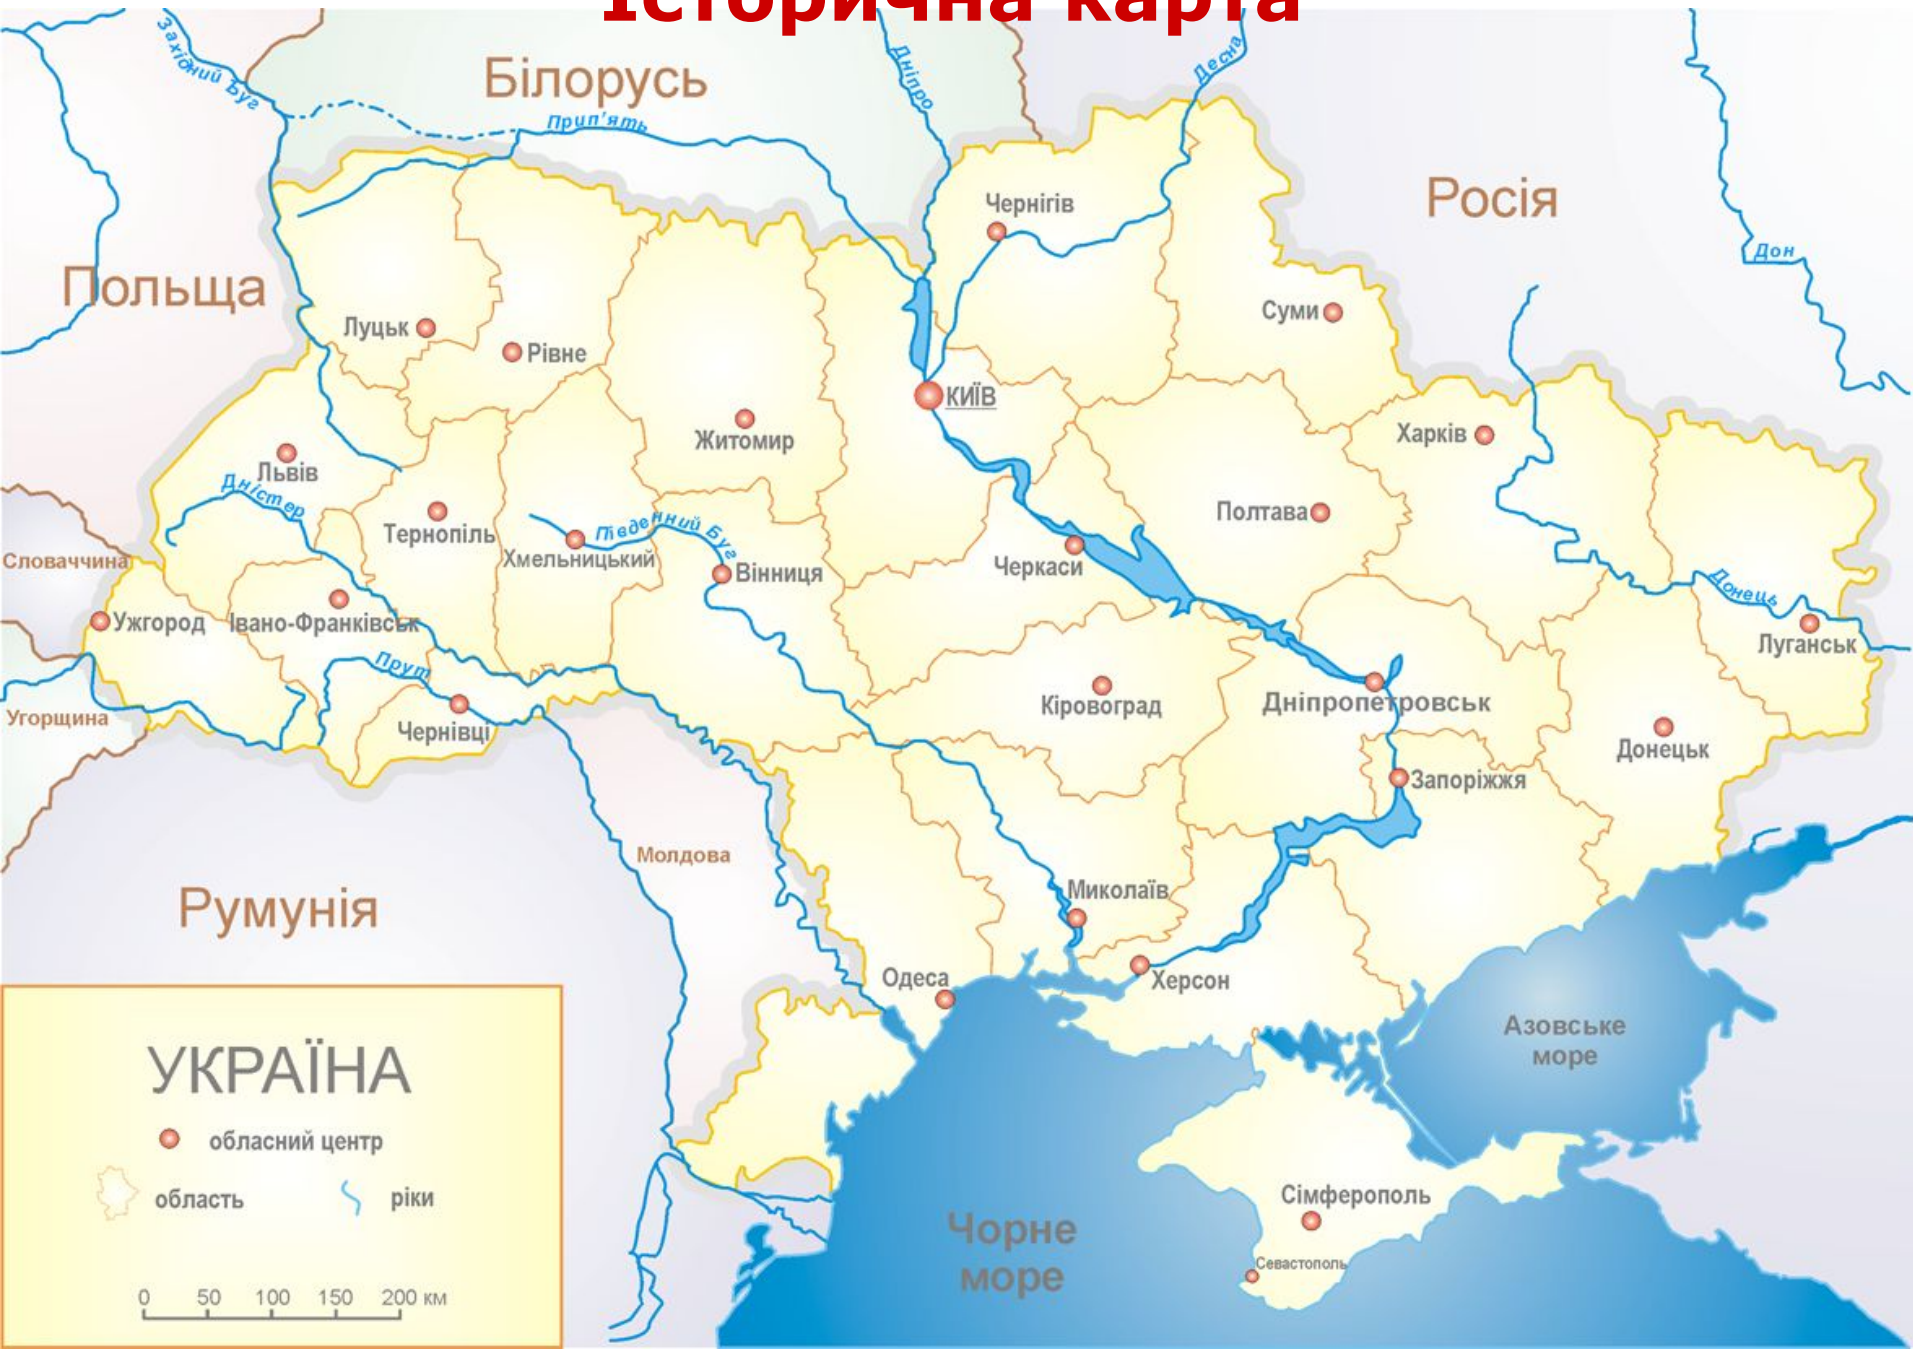 Історична карта
Західний Буг
Білорусь
Прип'ять
Дніпро
Десна
Росія
Дон
Польща
Чернігів
Суми
Луцьк
Рівне
КИЇВ
Житомир
Харків
Львів
Дністер
Тернопіль
Хмельницький
Південний Буг
Вінниця
Черкаси
Полтава
Словаччина
Ужгород
Івано-Франківськ
Донець
Луганськ
Прут
Чернівці
Угорщина
Кіровоград
Дніпропетровськ
Донецьк
Запоріжжя
Молдова
Миколаїв
Румунія
Одеса
Херсон
Азовське
море
УКРАЇНА
обласний центр
область
ріки
0 50 100 150 200 км
Сімферополь
Севастополь
Чорне
море